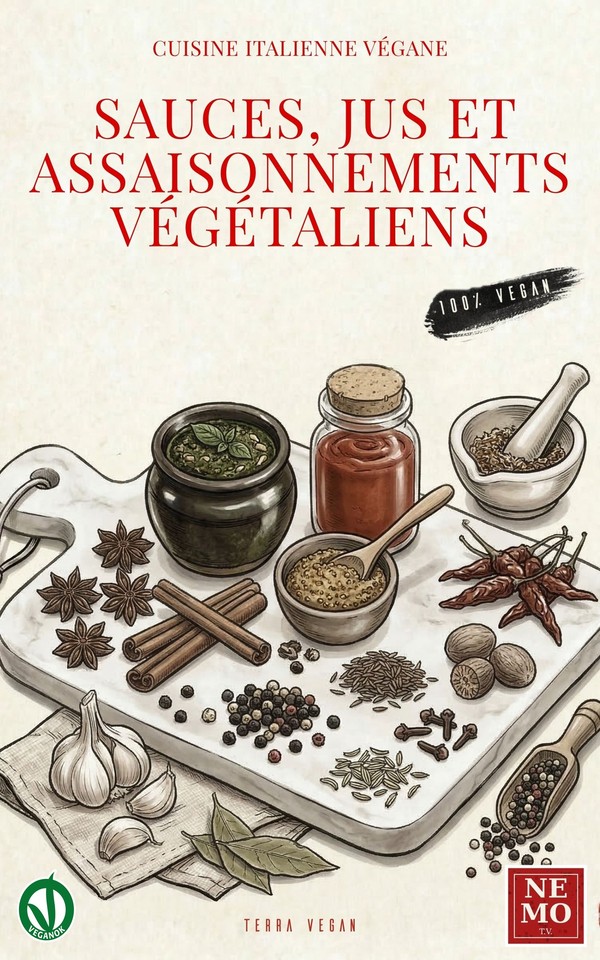 CUISINE ITALIENNE VÉGANE
SAUCES, JUS ET
ASSAISONNEMENTS
VÉGÉTALIENS
100% VEGAN
VEGANOK
TERRA VEGAN
NE
MO
T.V.